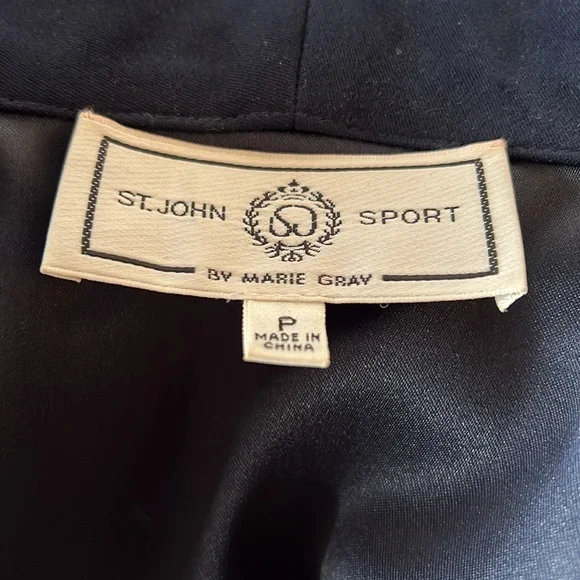 ST. JOHN SPORT
BY MARIE GRAY
P
MADE IN
CHINA